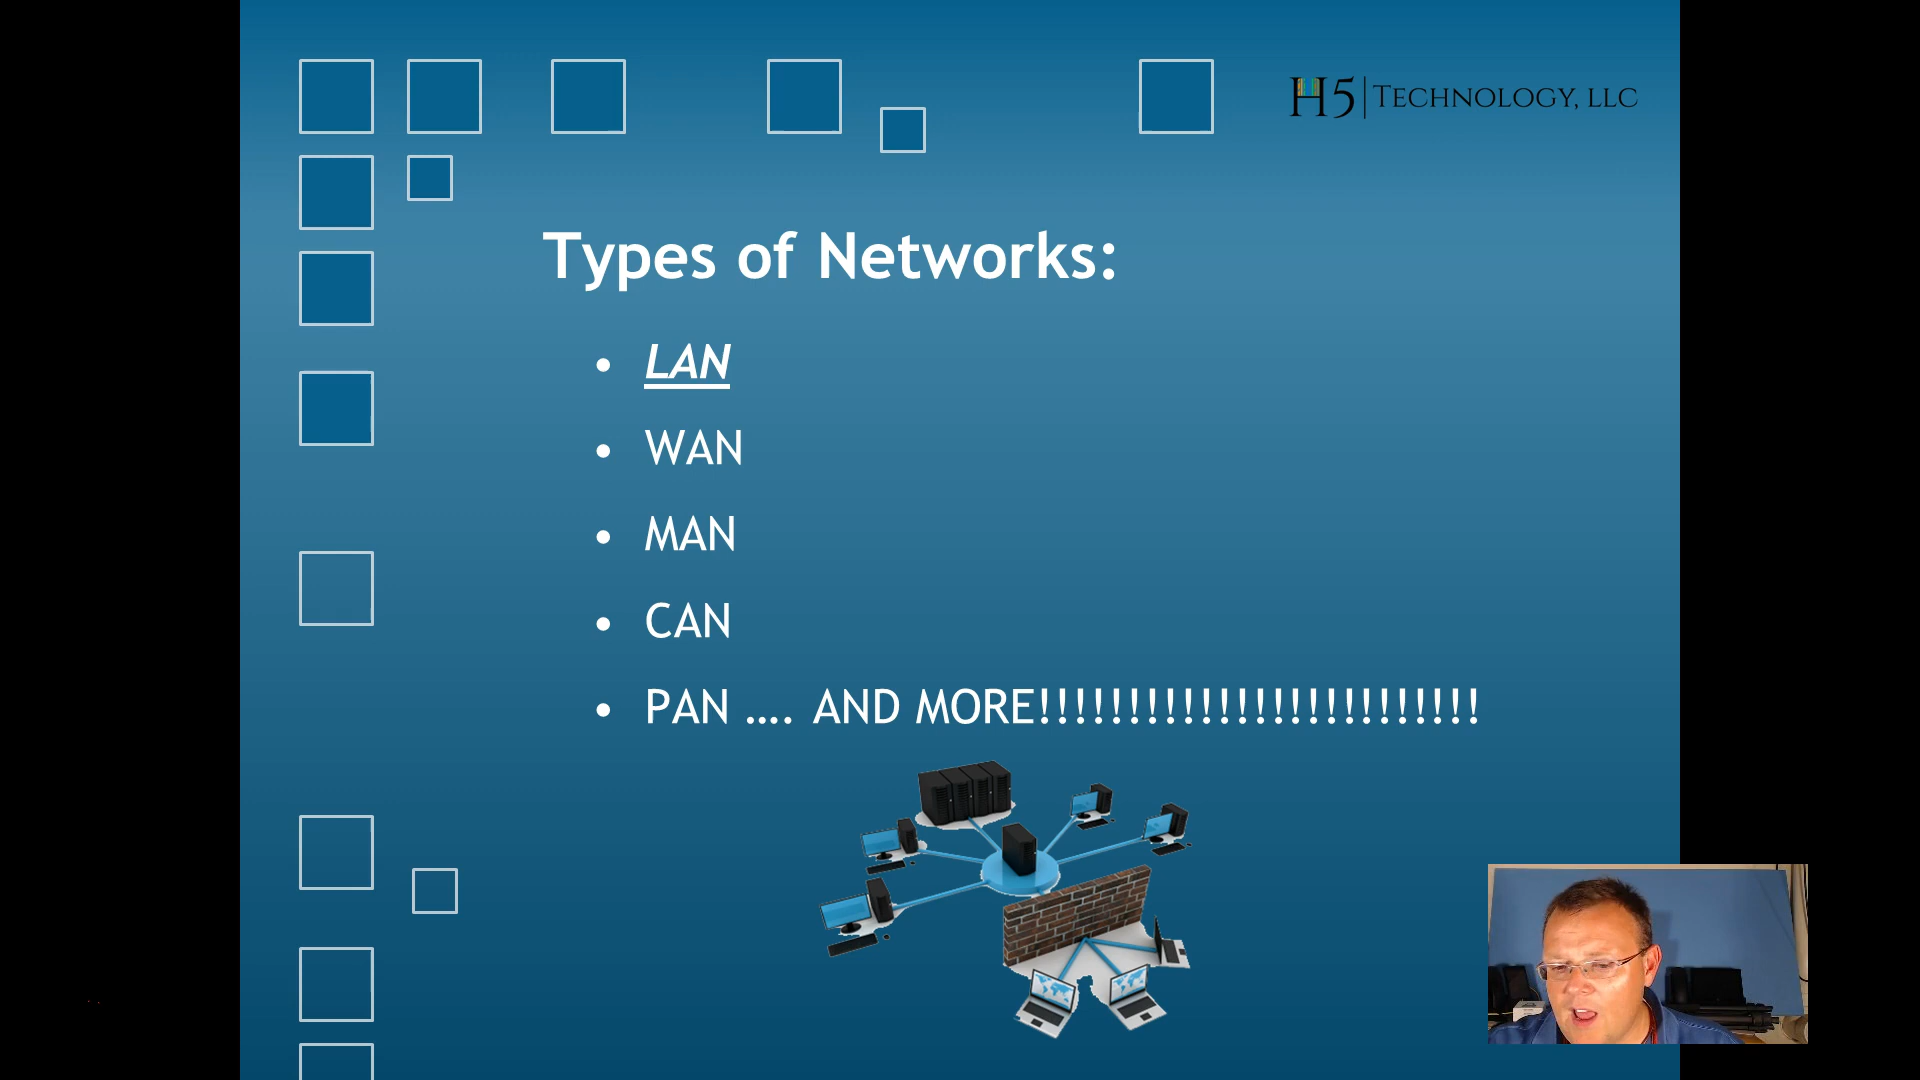 H5 TECHNOLOGY, LLC
Types of Networks:
• LAN
• WAN
• MAN
• CAN
• PAN .... AND MORE!!!!!!!!!!!!!!!!!!!!!!!!!